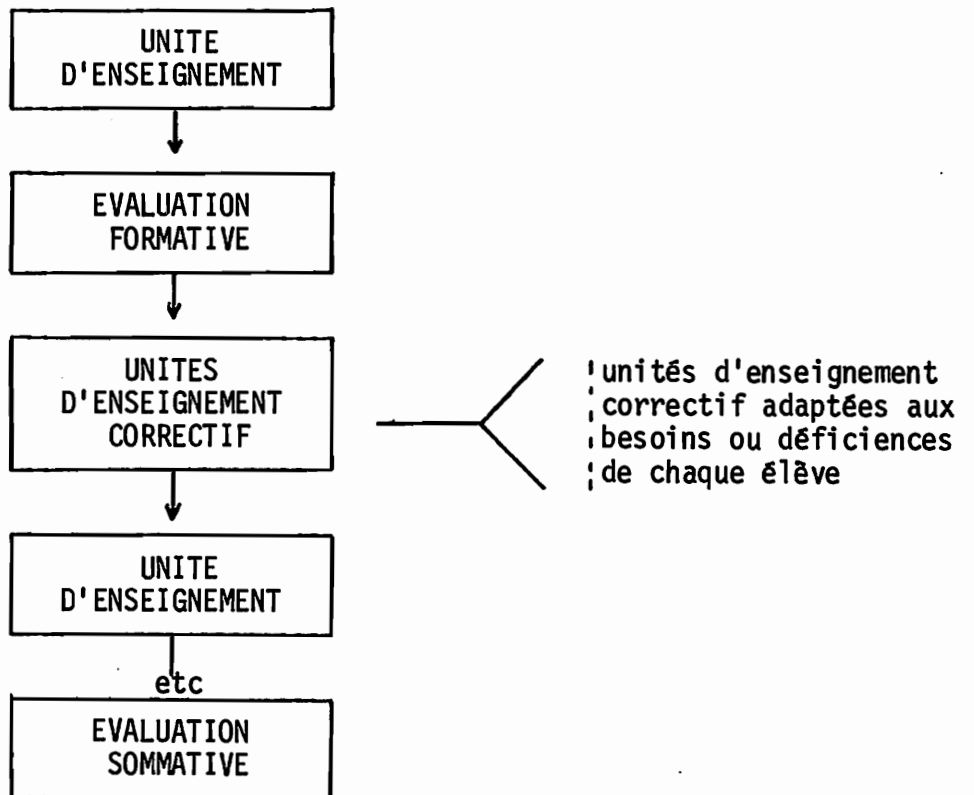 UNITE
D'ENSEIGNEMENT
EVALUATION
FORMATIVE
UNITES
D'ENSEIGNEMENT
CORRECTIF
unités d'enseignement
correctif adaptées aux
besoins ou déficiences
de chaque élève
UNITE
D'ENSEIGNEMENT
etc
EVALUATION
SOMMATIVE